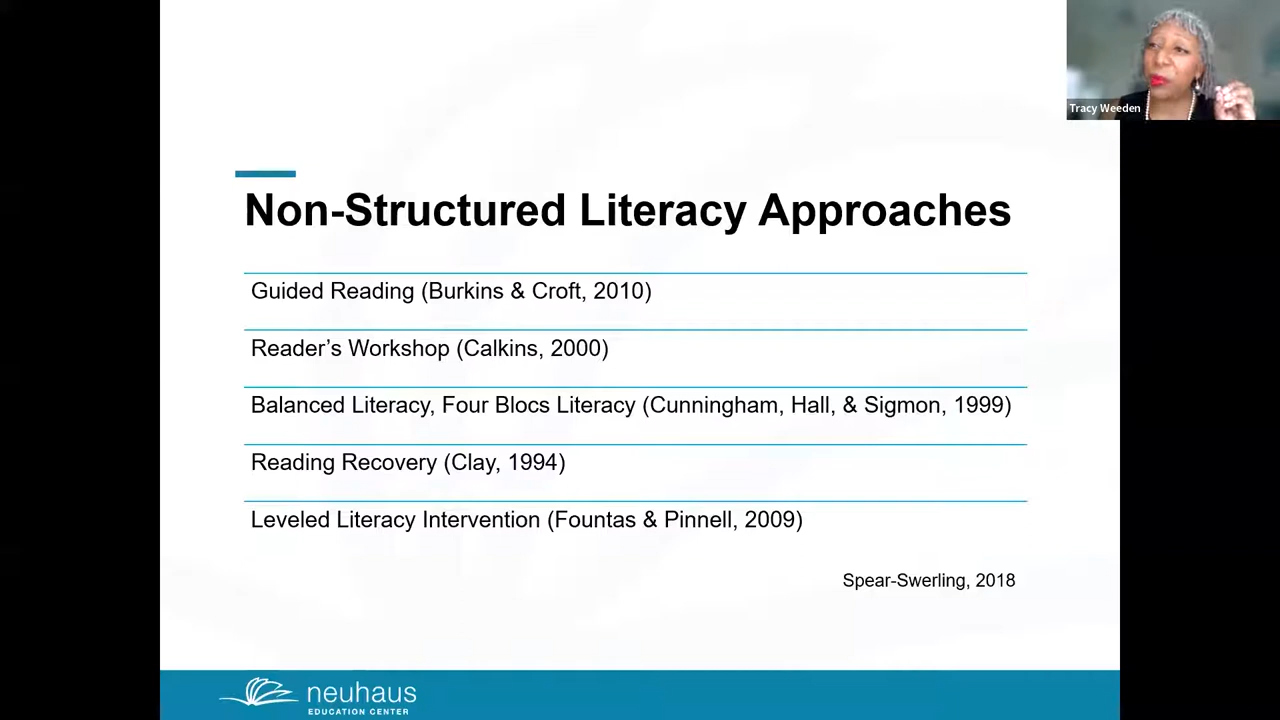 Tracy Weeden
Non-Structured Literacy Approaches
Guided Reading (Burkins & Croft, 2010)
Reader’s Workshop (Calkins, 2000)
Balanced Literacy, Four Blocs Literacy (Cunningham, Hall, & Sigmon, 1999)
Reading Recovery (Clay, 1994)
Leveled Literacy Intervention (Fountas & Pinnell, 2009)
Spear-Swerling, 2018
neuhaus
EDUCATION CENTER